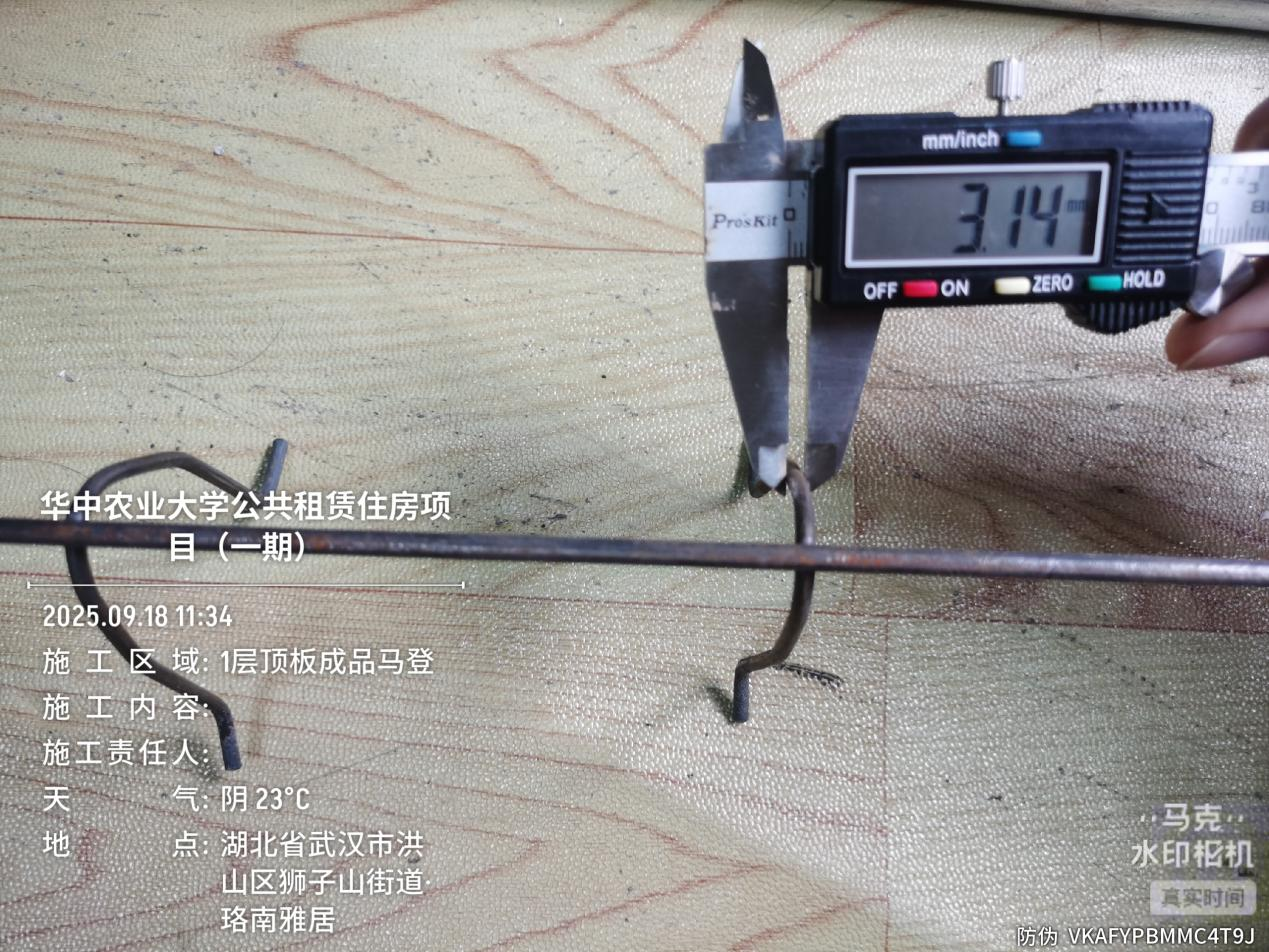 mm/inch
Pro'sKit
0
3.14 mm
OFF ON ZERO HOLD
华中农业大学公共租赁住房项
目（一期）
2025.09.18 11:34
施工区域: 1层顶板成品马登
施工内容:
施工责任人:
天气: 阴 23°C
地点: 湖北省武汉市洪
山区狮子山街道·
珞南雅居
马克
水印相机
真实时间
防伪 VKAFYPBMMC4T9J